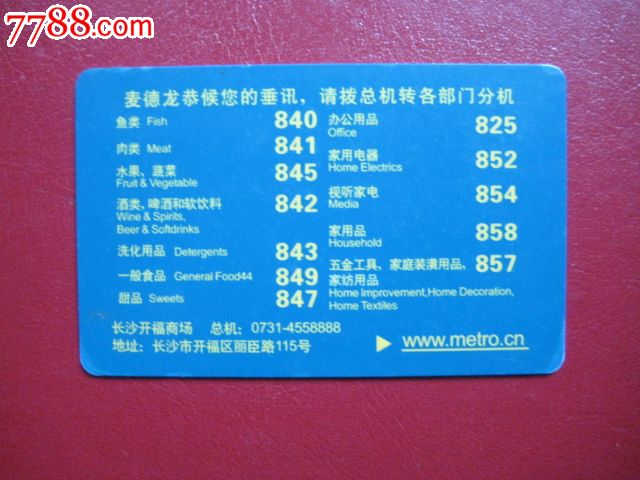 7788.com
麦德龙恭候您的垂讯，请拨总机转各部门分机
鱼类 Fish 840
肉类 Meat 841
水果、蔬菜 845
Fruit & Vegetable
酒类，啤酒和软饮料 842
Wine & Spirits,
Beer & Softdrinks
洗化用品 Detergents 843
一般食品 General Food44 849
甜品 Sweets 847
办公用品 825
Office
家用电器 852
Home Electrics
视听家电 854
Media
家用品 858
Household
五金工具，家庭装潢用品、 857
家纺用品
Home Improvement,Home Decoration,
Home Textiles
长沙开福商场 总机：0731-4558888
地址：长沙市开福区丽臣路115号
www.metro.cn